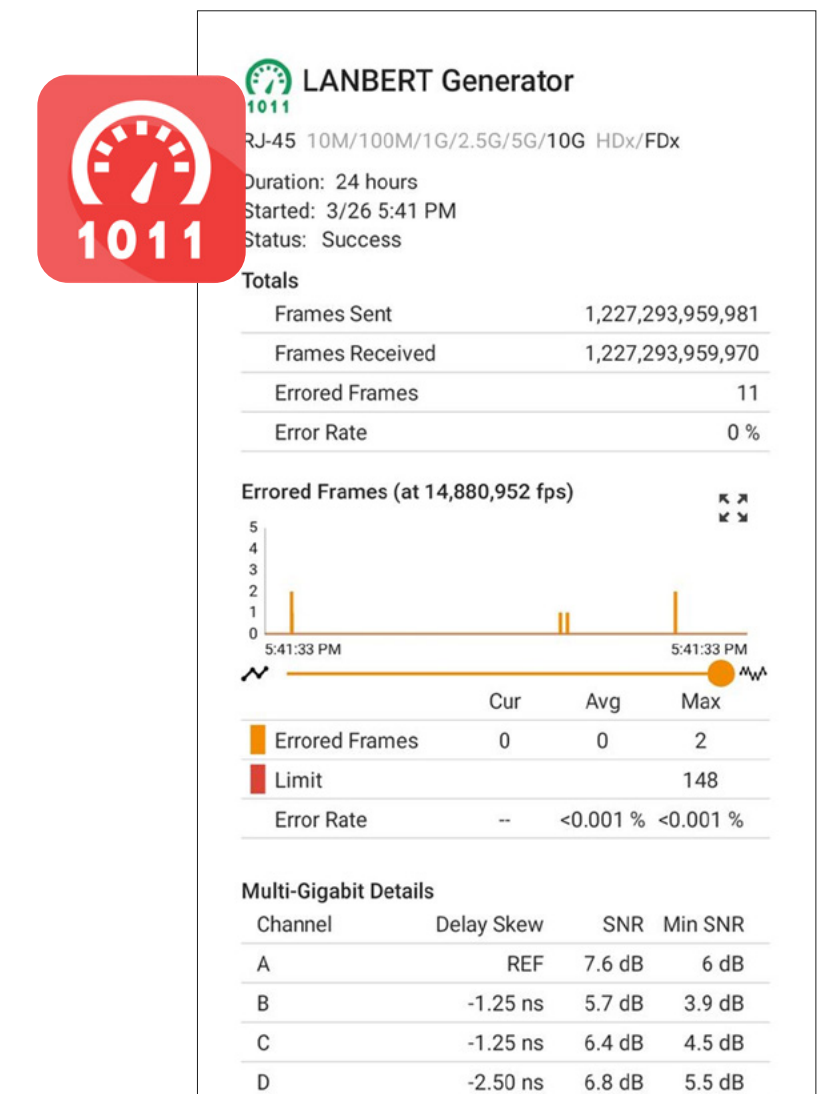 LANBERT Generator
1011
1011
RJ-45 10M/100M/1G/2.5G/5G/10G HDx/FDx
Duration: 24 hours
Started: 3/26 5:41 PM
Status: Success
Totals
Frames Sent 1,227,293,959,981
Frames Received 1,227,293,959,970
Errored Frames 11
Error Rate 0 %
Errored Frames (at 14,880,952 fps)
5
4
3
2
1
0
5:41:33 PM 5:41:33 PM
Cur Avg Max
Errored Frames 0 0 2
Limit 148
Error Rate -- <0.001 % <0.001 %
Multi-Gigabit Details
Channel Delay Skew SNR Min SNR
A REF 7.6 dB 6 dB
B -1.25 ns 5.7 dB 3.9 dB
C -1.25 ns 6.4 dB 4.5 dB
D -2.50 ns 6.8 dB 5.5 dB